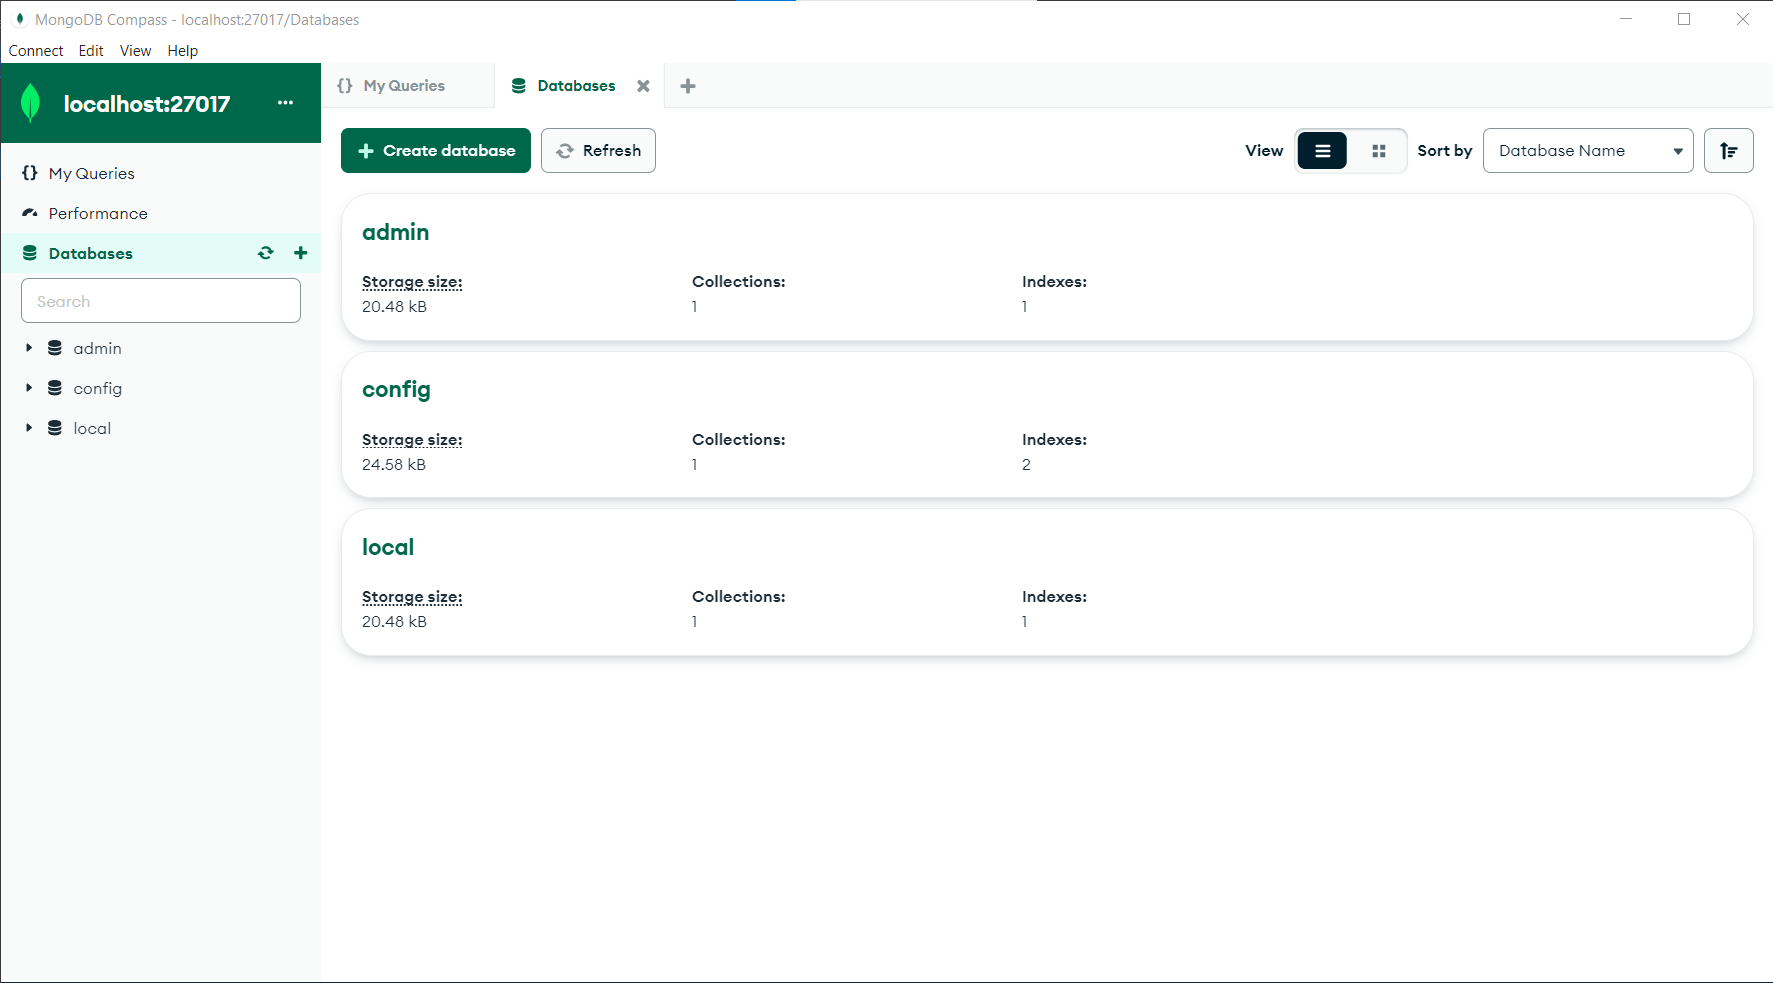 MongoDB Compass - localhost:27017/Databases
Connect Edit View Help
localhost:27017 ...
{} My Queries
Performance
Databases
Search
admin
config
local
{} My Queries
Databases
Create database
Refresh
View
Sort by
Database Name
admin
Storage size: Collections: Indexes:
20.48 kB 1 1
config
Storage size: Collections: Indexes:
24.58 kB 1 2
local
Storage size: Collections: Indexes:
20.48 kB 1 1